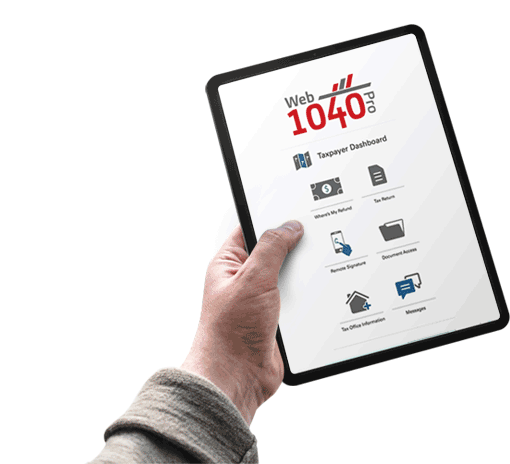 Web
1040
Pro
Taxpayer Dashboard
Where's My Refund
Tax Return
Remote Signature
Document Access
Tax Office Information
Messages